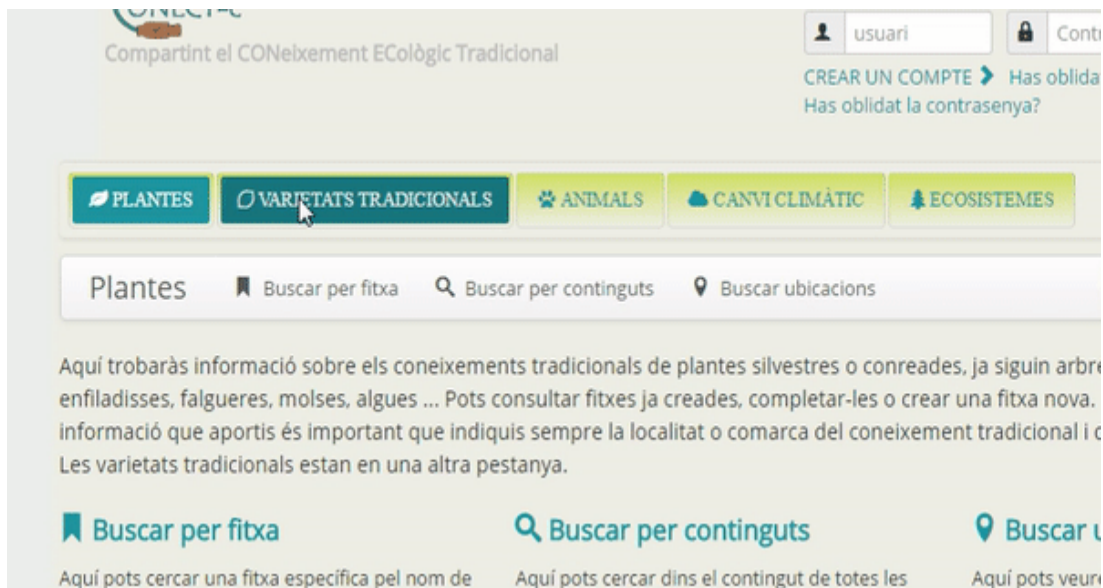 CONECT-e
Compartint el CONeixement ECològic Tradicional
usuari
CREAR UN COMPTE
Has oblidat la contrasenya?
PLANTES VARIETATS TRADICIONALS ANIMALS CANVI CLIMÀTIC ECOSISTEMES
Plantes Buscar per fitxa Buscar per continguts Buscar ubicacions
Aquí trobaràs informació sobre els coneixements tradicionals de plantes silvestres o conreades, ja siguin
enfiladisses, falgueres, molses, algues ... Pots consultar fitxes ja creades, completar-les o crear una fitxa nova.
informació que aportis és important que indiquis sempre la localitat o comarca del coneixement tradicional i
Les varietats tradicionals estan en una altra pestanya.
Buscar per fitxa Buscar per continguts Buscar
Aquí pots cercar una fitxa específica pel nom de Aquí pots cercar dins el contingut de totes les Aquí pots